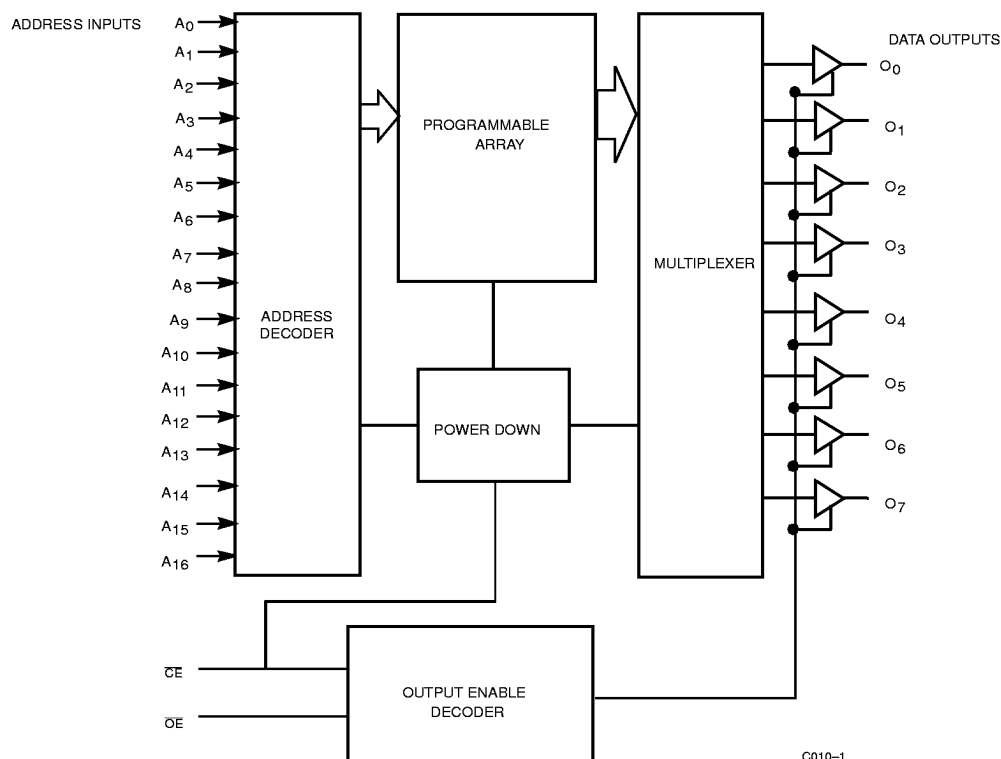 ADDRESS INPUTS
A0
A1
A2
A3
A4
A5
A6
A7
A8
A9
A10
A11
A12
A13
A14
A15
A16
ADDRESS
DECODER
PROGRAMMABLE
ARRAY
POWER DOWN
MULTIPLEXER
DATA OUTPUTS
O0
O1
O2
O3
O4
O5
O6
O7
CE
OE
OUTPUT ENABLE
DECODER
C010–1